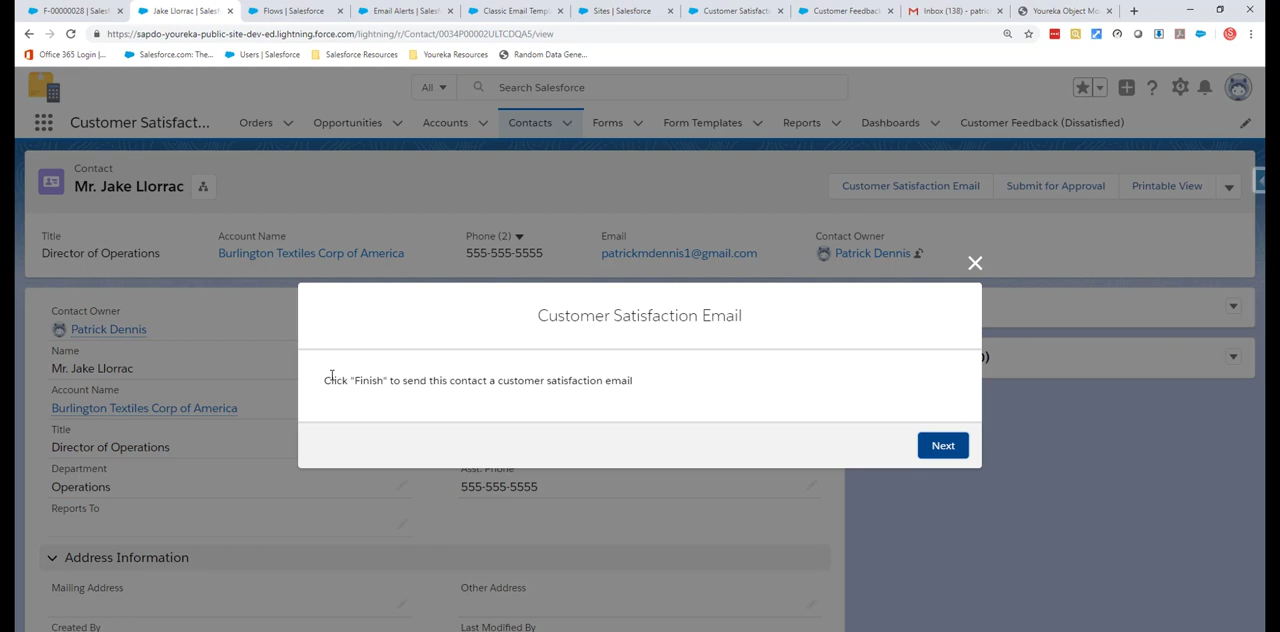 F-00000028 | Salesf
Jake Llorrac | Salesf
Flows | Salesforce
Email Alerts | Salesf
Classic Email Templ
Sites | Salesforce
Customer Satisfact
Customer Feedback
Inbox (138) - patric
Youreka Object Mo
https://sapdo-youreka-public-site-dev-ed.lightning.force.com/lightning/r/Contact/0034P00002ULTCDQA5/view
Office 365 Login |...
Salesforce.com: The...
Users | Salesforce
Salesforce Resources
Youreka Resources
Random Data Gene...
All
Search Salesforce
Customer Satisfact...
Orders
Opportunities
Accounts
Contacts
Forms
Form Templates
Reports
Dashboards
Customer Feedback (Dissatisfied)
Contact
Mr. Jake Llorrac
Customer Satisfaction Email
Submit for Approval
Printable View
Title
Director of Operations
Account Name
Burlington Textiles Corp of America
Phone (2)
555-555-5555
Email
patrickmdennis1@gmail.com
Contact Owner
Patrick Dennis
Customer Satisfaction Email
Click "Finish" to send this contact a customer satisfaction email
Next
Contact Owner
Patrick Dennis
Name
Mr. Jake Llorrac
Account Name
Burlington Textiles Corp of America
Title
Director of Operations
Department
Operations
Asst. Phone
555-555-5555
Reports To
Address Information
Mailing Address
Other Address
Created By
Last Modified By